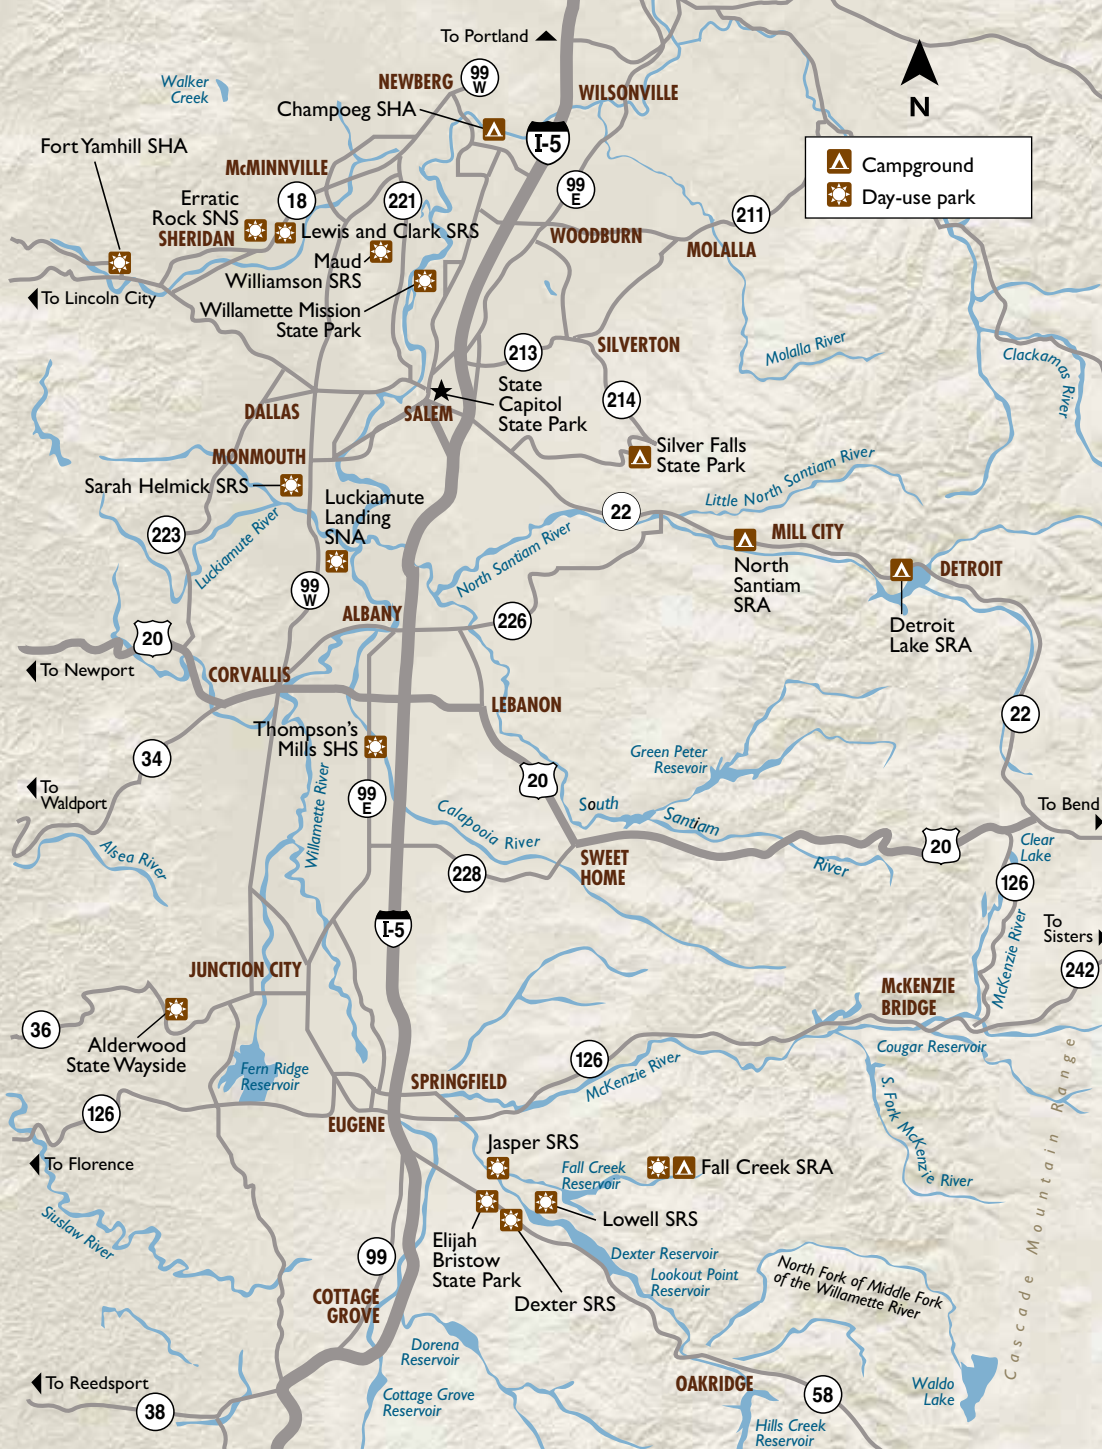 To Portland
NEWBERG
99
W
Walker
Creek
Champoeg SHA
WILSONVILLE
N
I-5
Fort Yamhill SHA
Campground
McMINNVILLE
Day-use park
99
E
Erratic
Rock SNS
18
221
211
SHERIDAN
Lewis and Clark SRS
WOODBURN
MOLALLA
Maud
Williamson SRS
To Lincoln City
Willamette Mission
State Park
213
SILVERTON
Molalla River
Clackamas
River
State
Capitol
State Park
214
DALLAS
SALEM
MONMOUTH
Silver Falls
State Park
Sarah Helmick SRS
Luckiamute
Landing
SNA
Little North Santiam River
22
223
Luckiamute River
North Santiam River
MILL CITY
North
Santiam
SRA
DETROIT
99
W
ALBANY
226
Detroit
Lake SRA
20
To Newport
CORVALLIS
LEBANON
22
Thompson's
Mills SHS
34
Green Peter
Resevoir
20
To
Waldport
99
E
Willamette River
South
Santiam
River
To Bend
Calapooia River
20
Clear
Lake
Alsea River
SWEET
HOME
228
126
I-5
To
Sisters
McKenzie River
242
JUNCTION CITY
McKENZIE
BRIDGE
36
Alderwood
State Wayside
126
Cougar Reservoir
Fern Ridge
Reservoir
SPRINGFIELD
McKenzie River
126
EUGENE
S. Fork McKenzie River
Cascade Mountain Range
Jasper SRS
To Florence
Fall Creek
Reservoir
Fall Creek SRA
Siuslaw River
Lowell SRS
Elijah
Bristow
State Park
99
Dexter Reservoir
Lookout Point
Reservoir
North Fork of Middle Fork
of the Willamette River
Dexter SRS
COTTAGE
GROVE
Dorena
Reservoir
To Reedsport
OAKRIDGE
58
Waldo
Lake
Cottage Grove
Reservoir
38
Hills Creek
Reservoir